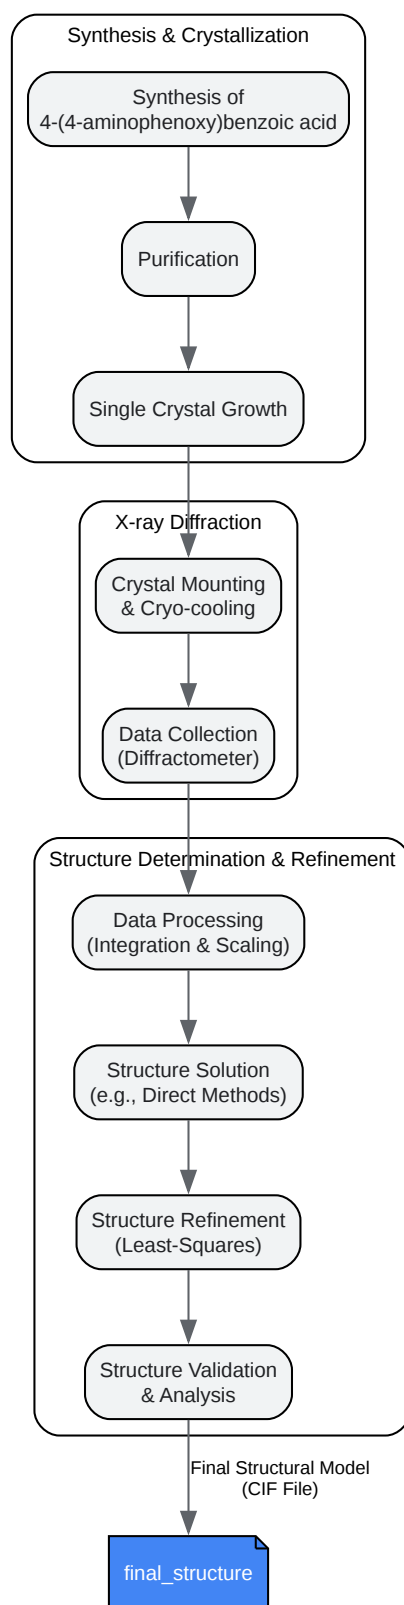 Synthesis & Crystallization
Synthesis of
4-(4-aminophenoxy)benzoic acid
Purification
Single Crystal Growth
X-ray Diffraction
Crystal Mounting
& Cryo-cooling
Data Collection
(Diffractometer)
Structure Determination & Refinement
Data Processing
(Integration & Scaling)
Structure Solution
(e.g., Direct Methods)
Structure Refinement
(Least-Squares)
Structure Validation
& Analysis
Final Structural Model
(CIF File)
final_structure